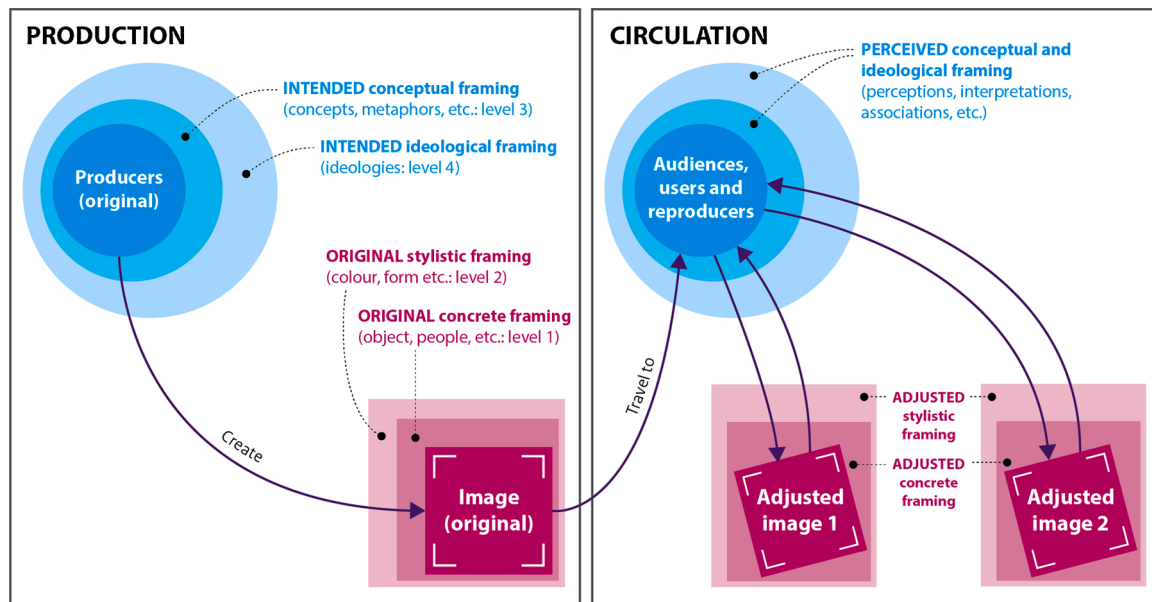 PRODUCTION
INTENDED conceptual framing
(concepts, metaphors, etc.: level 3)
INTENDED ideological framing
(ideologies: level 4)
Producers
(original)
ORIGINAL stylistic framing
(colour, form etc.: level 2)
ORIGINAL concrete framing
(object, people, etc.: level 1)
Create
Image
(original)
Travel to
CIRCULATION
PERCEIVED conceptual and
ideological framing
(perceptions, interpretations,
associations, etc.)
Audiences,
users and
reproducers
ADJUSTED
stylistic
framing
ADJUSTED
concrete
framing
Adjusted
image 1
Adjusted
image 2